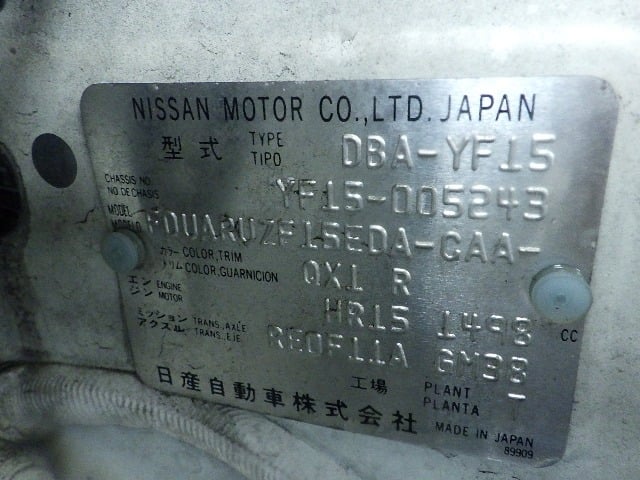 NISSAN MOTOR CO.,LTD. JAPAN
型式 TYPE TIPO DBA-YF15
CHASSIS NO. NO.DE CHASIS YF15-005243
MODEL MODELO FDUARUZF15EDA-CAA-
カラー COLOR,TRIM
トリム COLOR,GUARNICION QX1 R
エンジン ENGINE MOTOR HR15 1498 CC
ミッション TRANS.,AXLE
アクスル TRANS.,EJE RE0F11A GM38
工場 PLANT PLANTA -
日産自動車株式会社 MADE IN JAPAN
89909